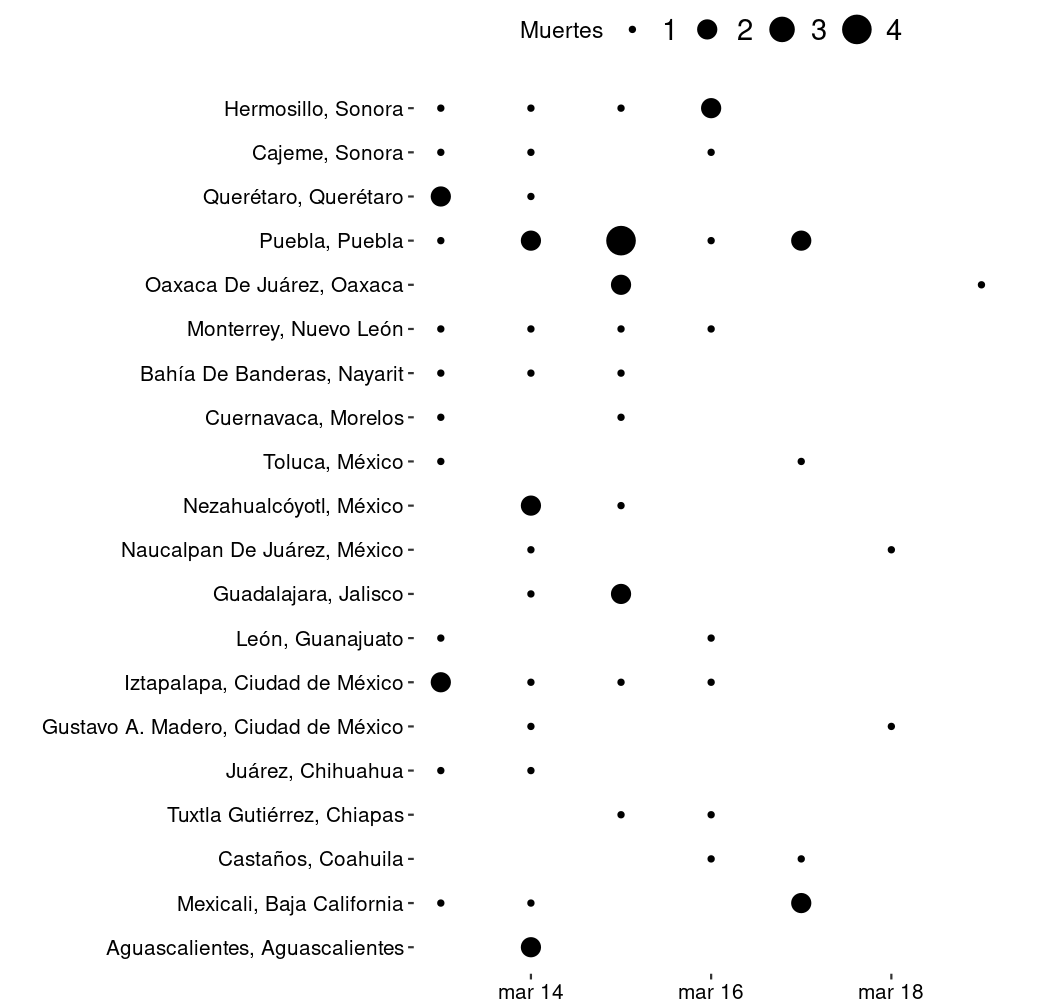 Muertes 1 2 3 4
Hermosillo, Sonora
Cajeme, Sonora
Querétaro, Querétaro
Puebla, Puebla
Oaxaca De Juárez, Oaxaca
Monterrey, Nuevo León
Bahía De Banderas, Nayarit
Cuernavaca, Morelos
Toluca, México
Nezahualcóyotl, México
Naucalpan De Juárez, México
Guadalajara, Jalisco
León, Guanajuato
Iztapalapa, Ciudad de México
Gustavo A. Madero, Ciudad de México
Juárez, Chihuahua
Tuxtla Gutiérrez, Chiapas
Castaños, Coahuila
Mexicali, Baja California
Aguascalientes, Aguascalientes
mar 14 mar 16 mar 18